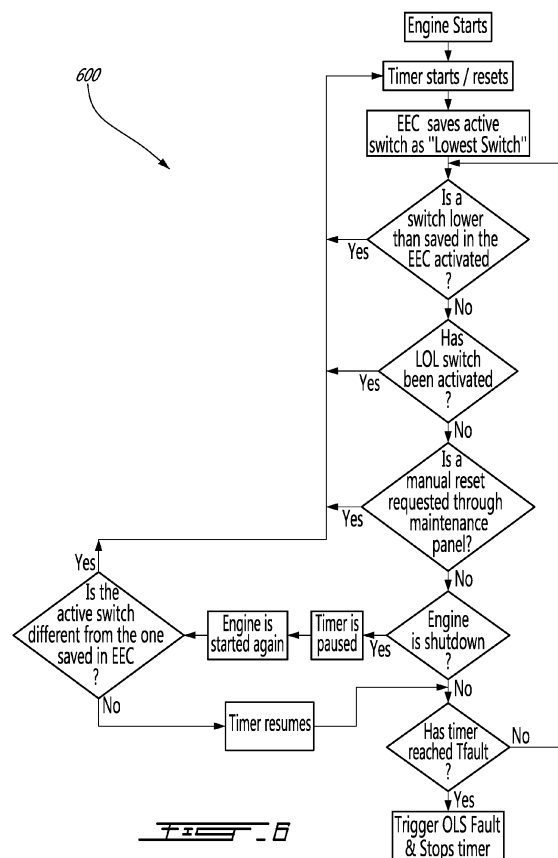 600
Engine Starts
Timer starts / resets
EEC saves active
switch as "Lowest Switch"
Is a
switch lower
than saved in the
EEC activated
?
Yes
No
Has
LOL switch
been activated
?
Yes
No
Is a
manual reset
requested through
maintenance
panel?
Yes
No
Engine
is shutdown
?
Yes
No
Timer is
paused
Engine is
started again
Is the
active switch
different from the one
saved in EEC
?
Yes
No
Timer resumes
Has timer
reached Tfault
?
No
Yes
Trigger OLS Fault
& Stops timer
FIG_6